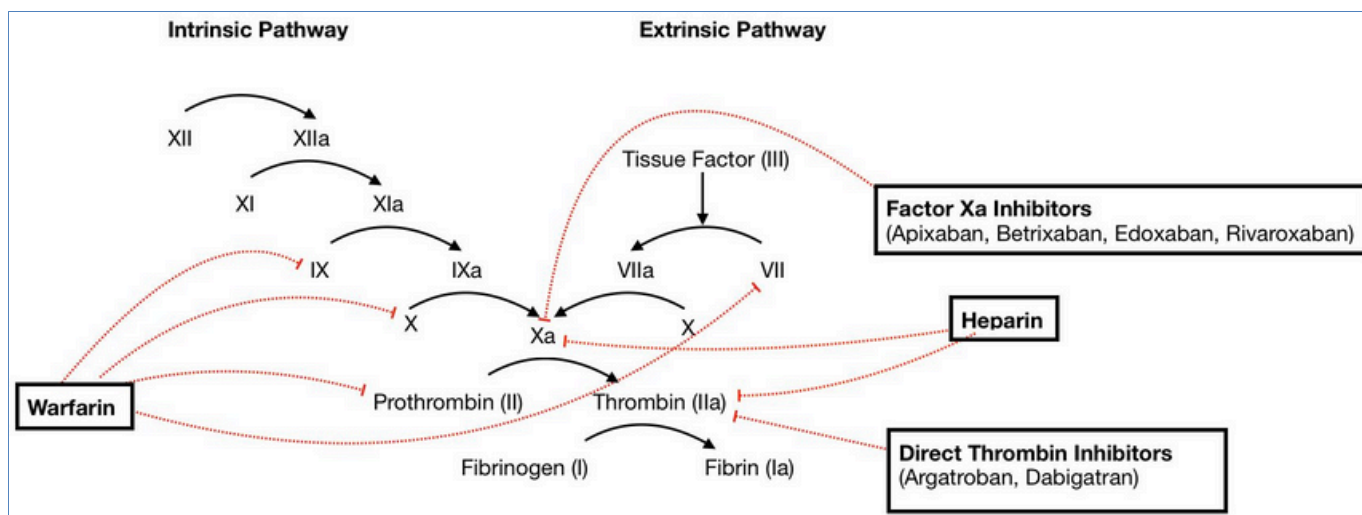 Intrinsic Pathway
Extrinsic Pathway
XII
XIIa
Tissue Factor (III)
XI
XIa
Factor Xa Inhibitors
(Apixaban, Betrixaban, Edoxaban, Rivaroxaban)
IX
IXa
VIIa
VII
X
Xa
X
Heparin
Warfarin
Prothrombin (II)
Thrombin (IIa)
Direct Thrombin Inhibitors
(Argatroban, Dabigatran)
Fibrinogen (I)
Fibrin (Ia)